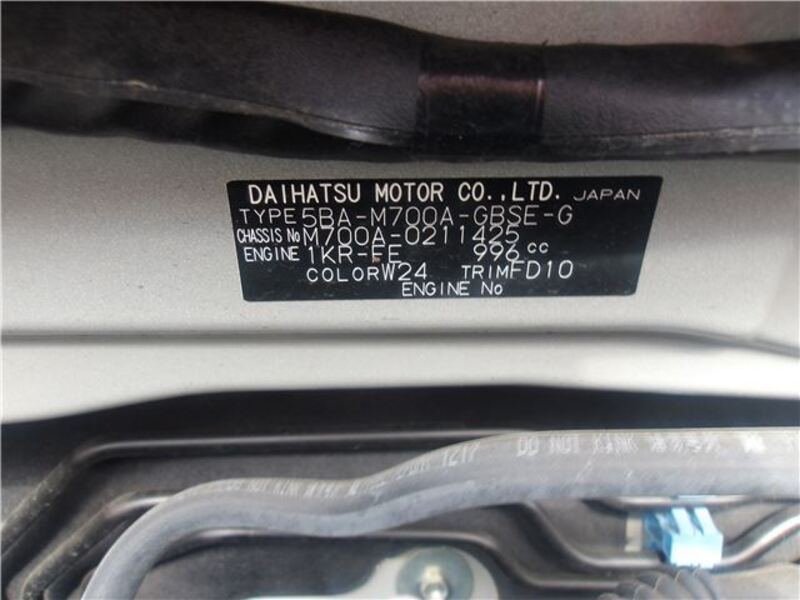 DAIHATSU MOTOR CO.,LTD. JAPAN
TYPE 5BA-M700A-GBSE-G
CHASSIS No M700A-0211425
ENGINE 1KR-FE 996 cc
COLOR W24 TRIM FD10
ENGINE No